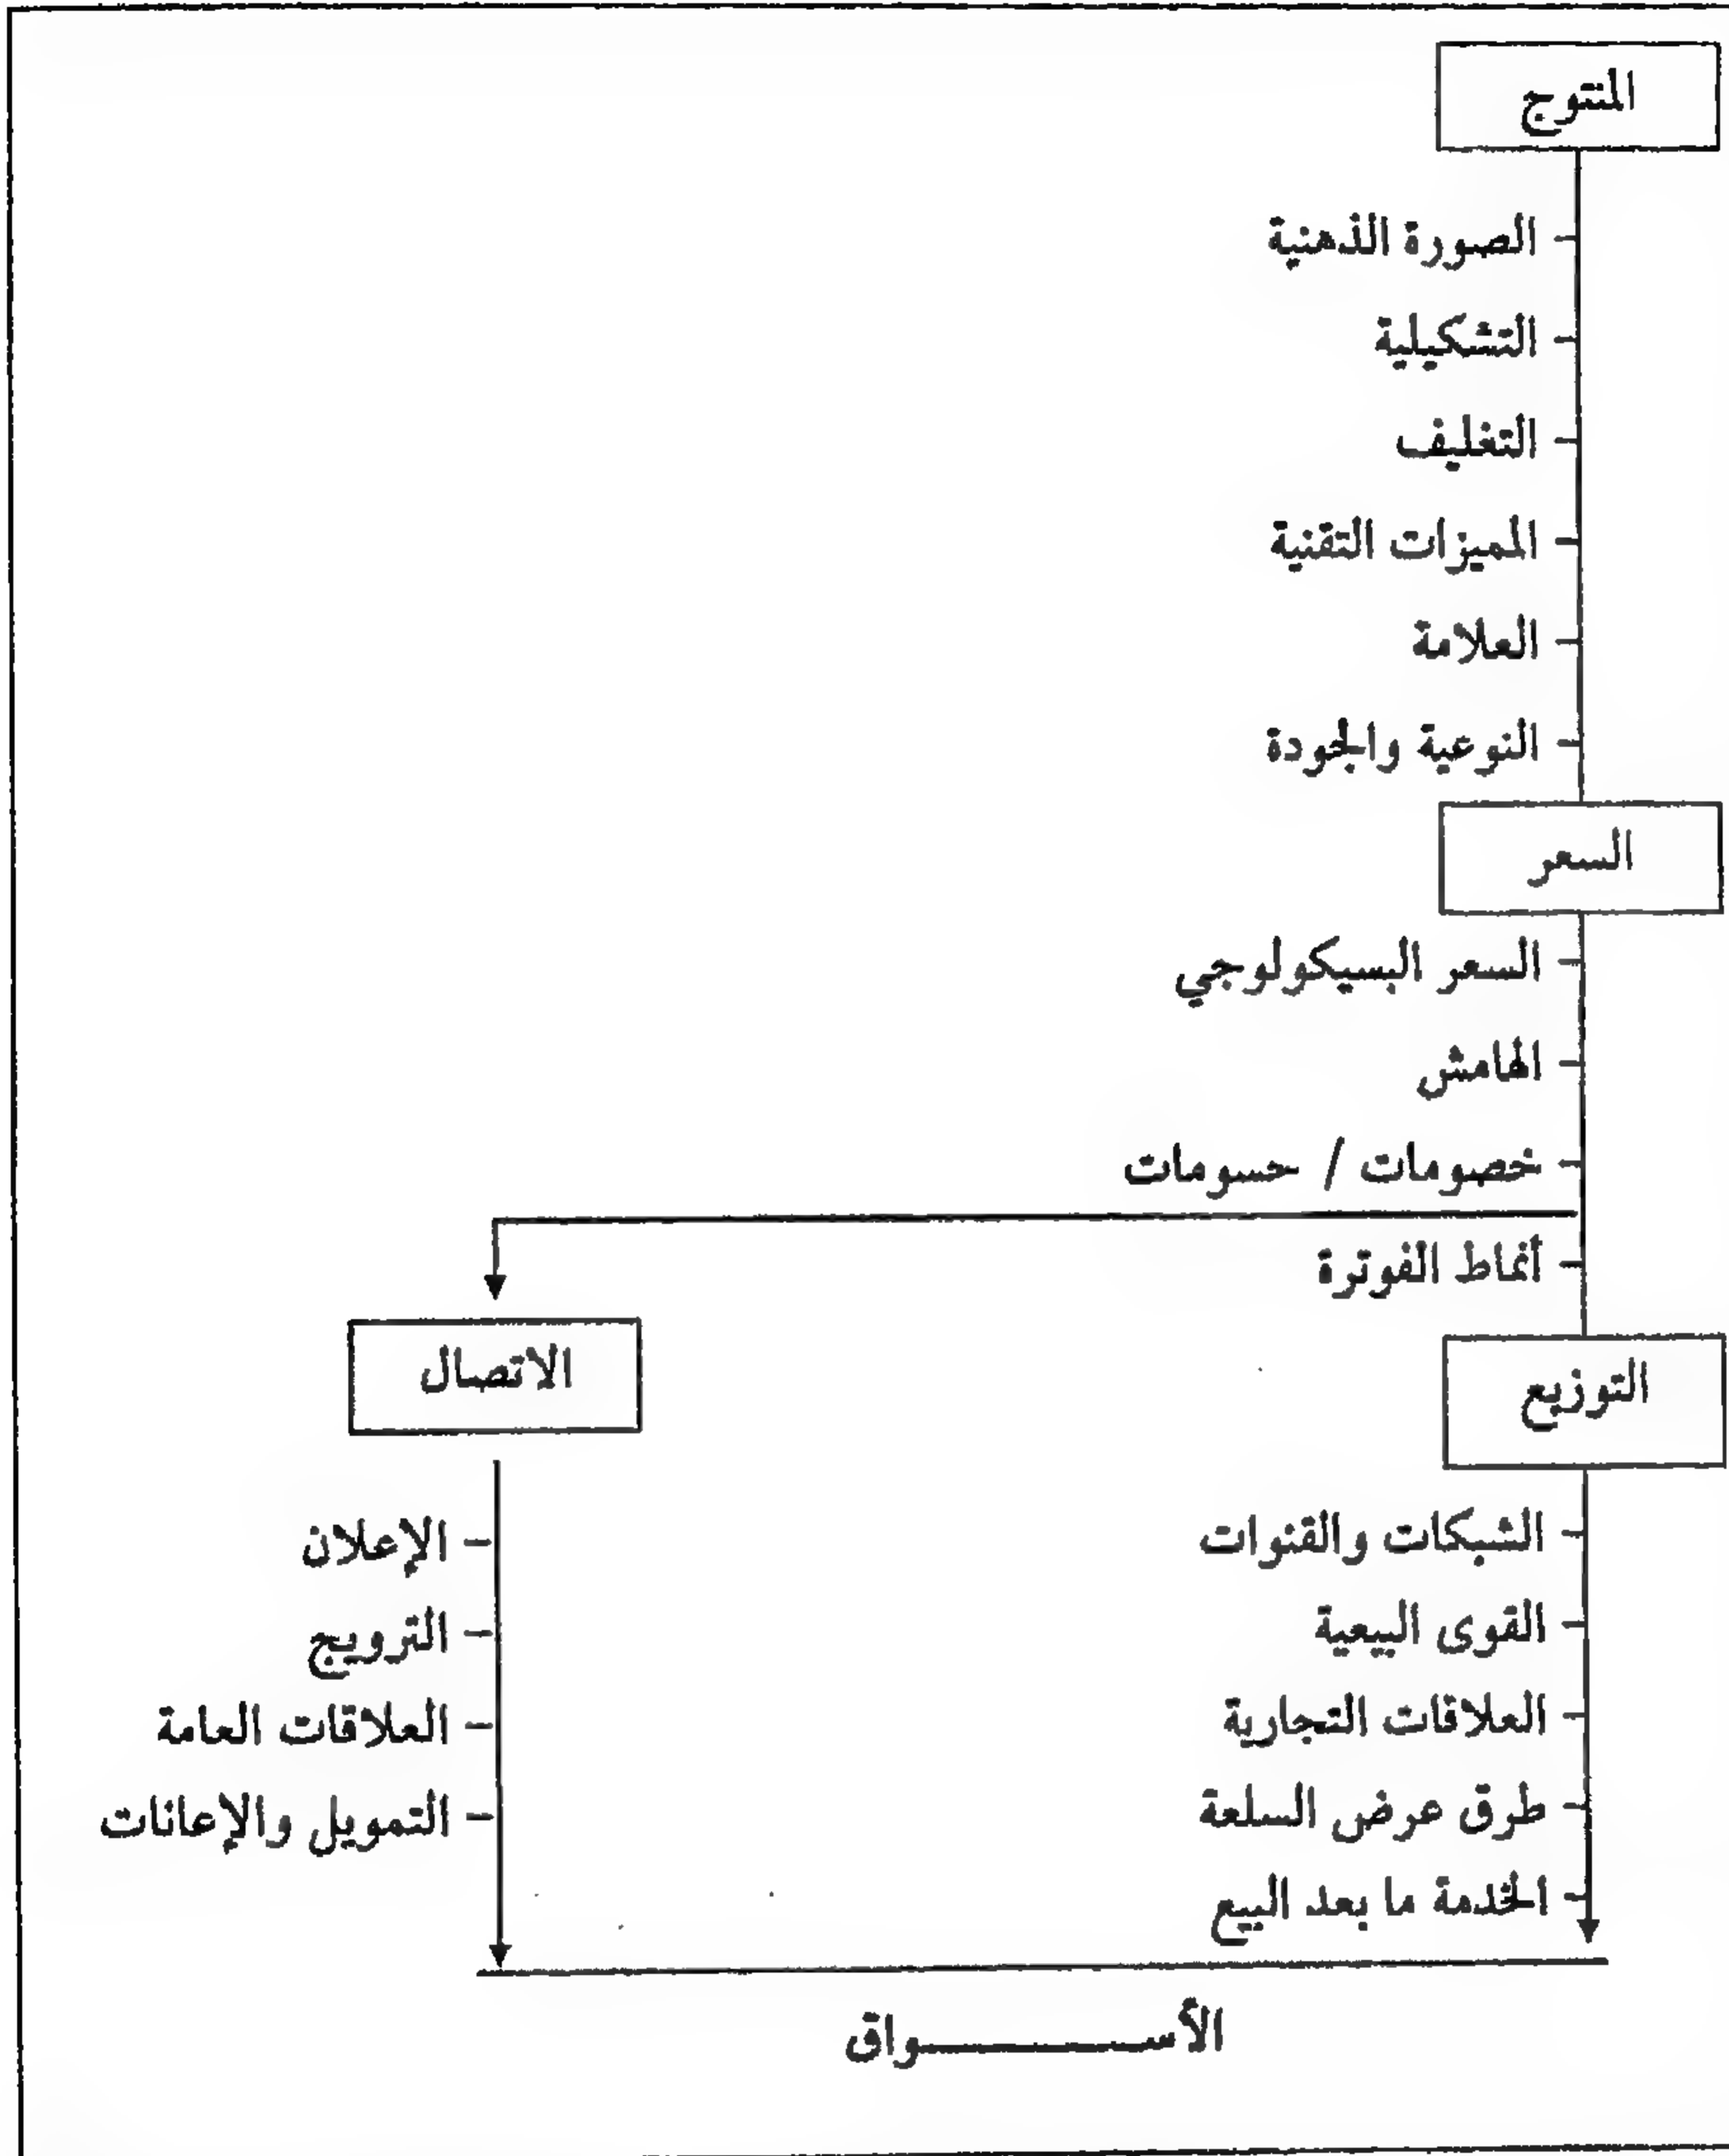 المنتوج
- الصورة الذهنية
- التشكيلية
- التغليف
- المميزات التقنية
- العلامة
- النوعية والجودة
السعر
- السعر البسيكولوجي
- الهامش
- خصومات / حسومات
- أنماط الفوترة
التوزيع
- الشبكات والقنوات
- القوى البيعية
- العلاقات التجارية
- طرق عرض السلعة
- الخدمة ما بعد البيع
الاتصال
- الإعلان
- الترويج
- العلاقات العامة
- التمويل والإعانات
الأســـــــــواق